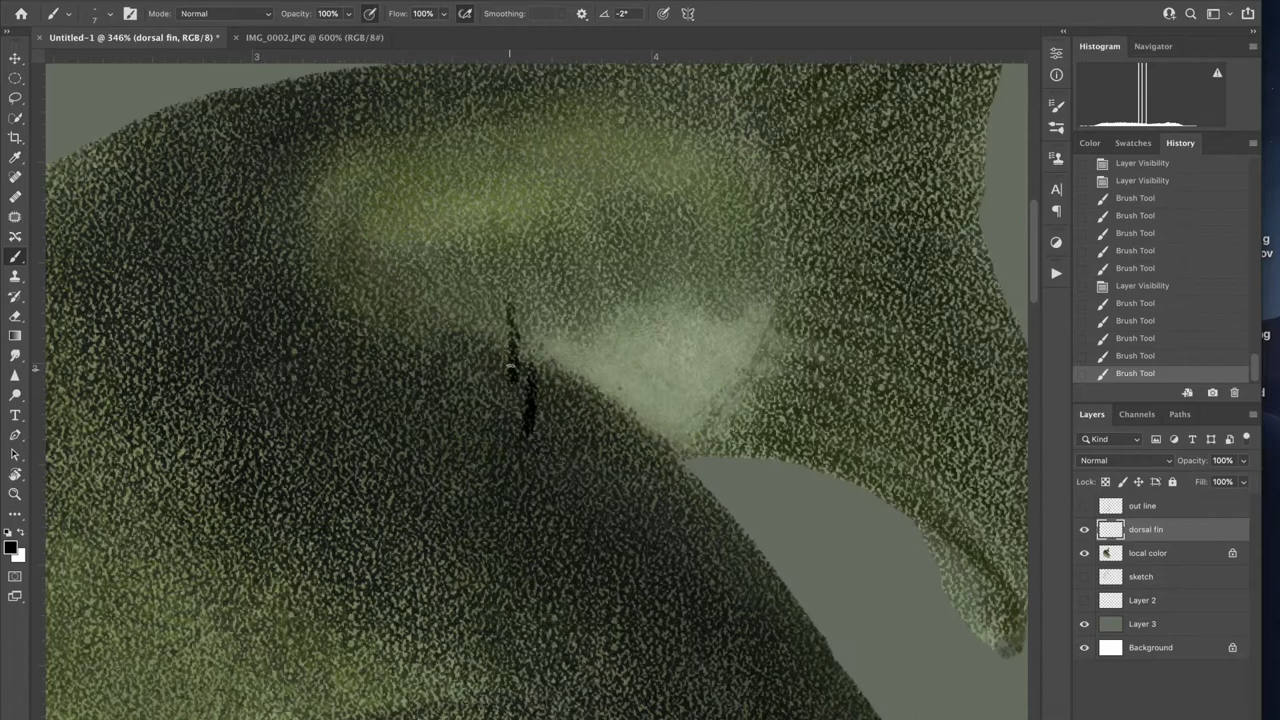 7 Mode: Normal Opacity: 100% Flow: 100% Smoothing: -2°
Untitled-1 @ 346% (dorsal fin, RGB/8) * IMG_0002.JPG @ 600% (RGB/8#)
3 4
Histogram Navigator
Color Swatches History
Layer Visibility
Layer Visibility
Brush Tool
Brush Tool
Brush Tool
Brush Tool
Brush Tool
Layer Visibility
Brush Tool
Brush Tool
Brush Tool
Brush Tool
Brush Tool
Layers Channels Paths
Kind
Normal Opacity: 100%
Lock: Fill: 100%
out line
dorsal fin
local color
sketch
Layer 2
Layer 3
Background